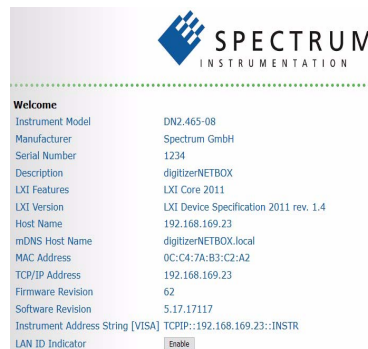 SPECTRUM
INSTRUMENTATION
Welcome
Instrument Model DN2.465-08
Manufacturer Spectrum GmbH
Serial Number 1234
Description digitizerNETBOX
LXI Features LXI Core 2011
LXI Version LXI Device Specification 2011 rev. 1.4
Host Name 192.168.169.23
mDNS Host Name digitizerNETBOX.local
MAC Address 0C:C4:7A:B3:C2:A2
TCP/IP Address 192.168.169.23
Firmware Revision 62
Software Revision 5.17.17117
Instrument Address String [VISA] TCPIP::192.168.169.23::INSTR
LAN ID Indicator Enable